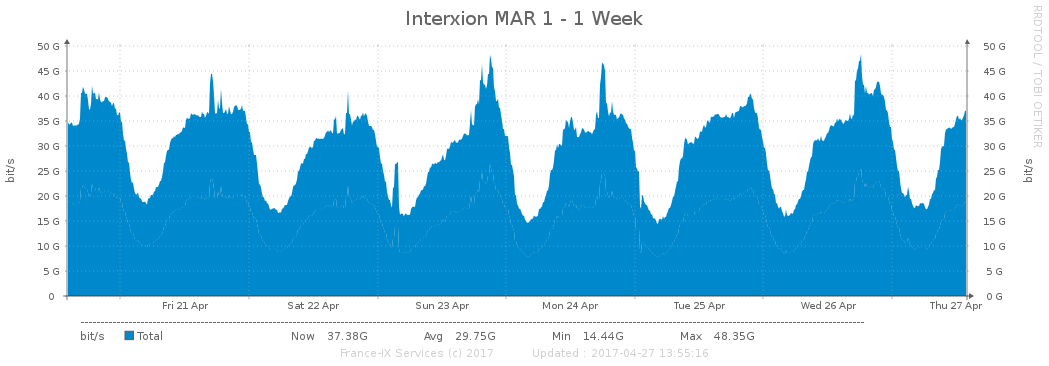 Interxion MAR 1 - 1 Week
RRDTOOL / TOBI OETIKER
bit/s
50 G 50 G
45 G 45 G
40 G 40 G
35 G 35 G
30 G 30 G
25 G 25 G
20 G 20 G
15 G 15 G
10 G 10 G
5 G 5 G
0 0 G
bit/s
Fri 21 Apr Sat 22 Apr Sun 23 Apr Mon 24 Apr Tue 25 Apr Wed 26 Apr Thu 27 Apr
bit/s Total Now 37.38G Avg 29.75G Min 14.44G Max 48.35G
France-IX Services (c) 2017 Updated : 2017-04-27 13:55:16